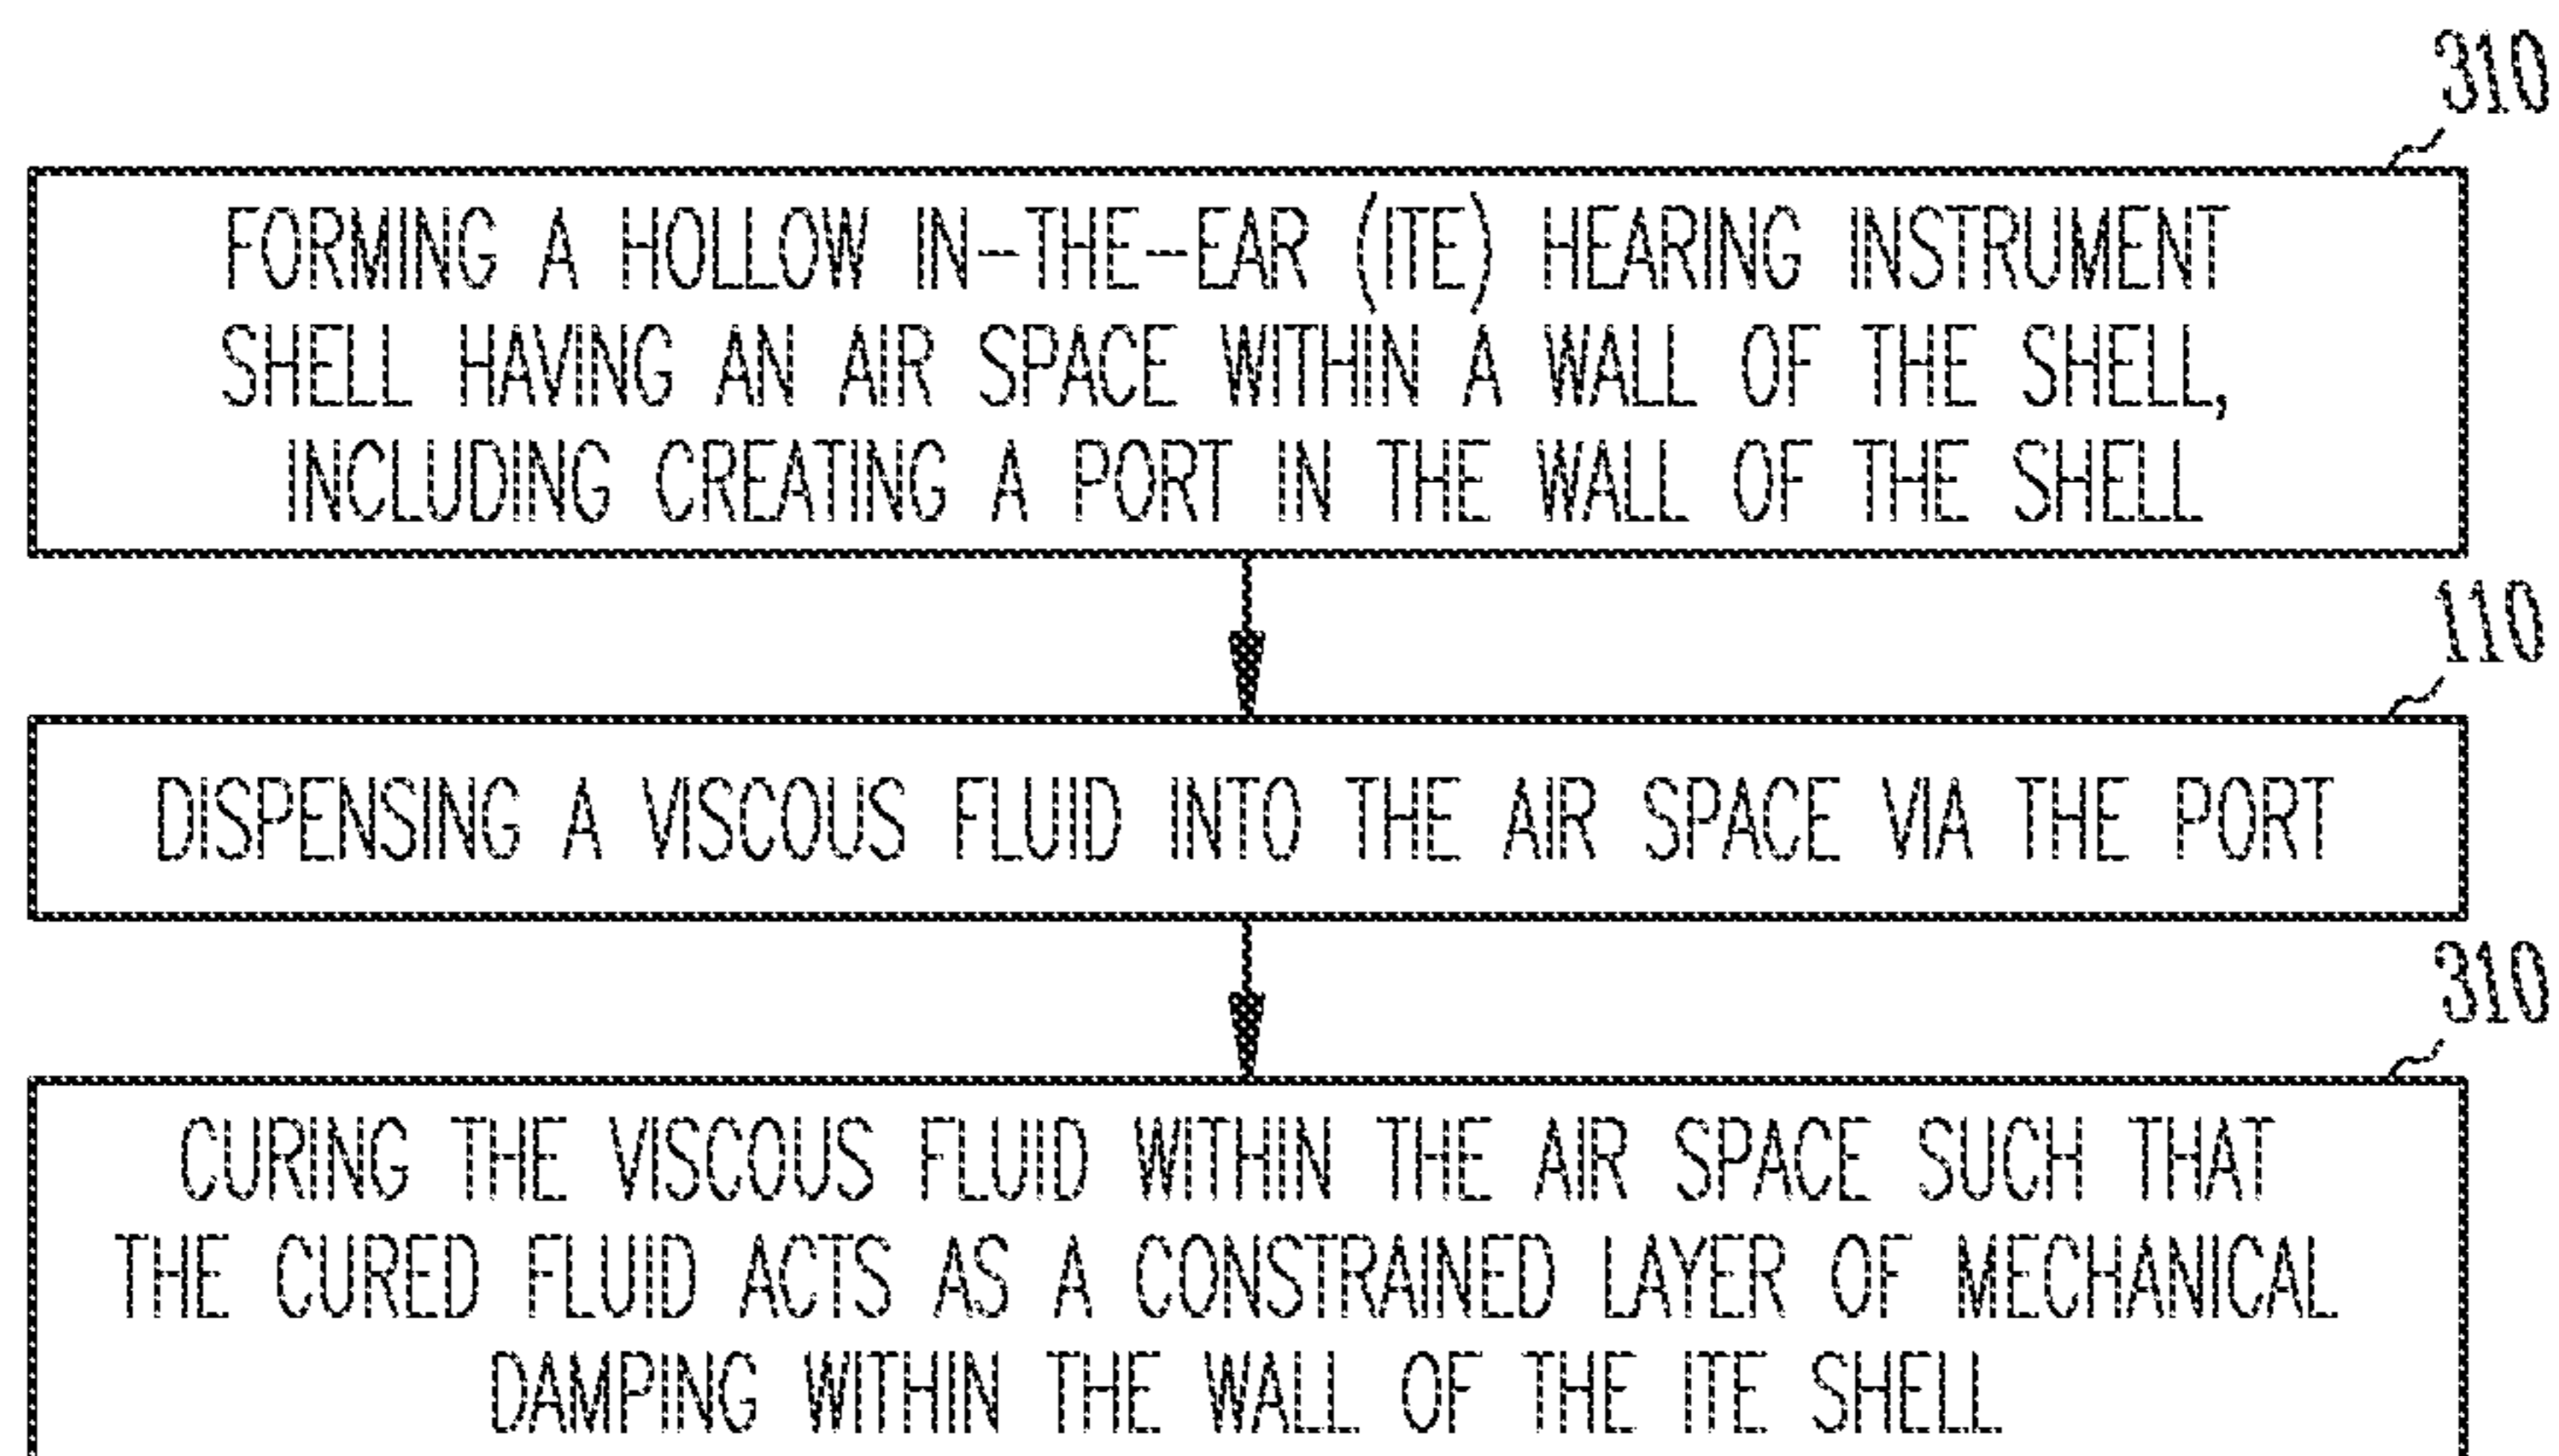 310
FORMING A HOLLOW IN-THE-EAR (ITE) HEARING INSTRUMENT
SHELL HAVING AN AIR SPACE WITHIN A WALL OF THE SHELL,
INCLUDING CREATING A PORT IN THE WALL OF THE SHELL
110
DISPENSING A VISCOUS FLUID INTO THE AIR SPACE VIA THE PORT
310
CURING THE VISCOUS FLUID WITHIN THE AIR SPACE SUCH THAT
THE CURED FLUID ACTS AS A CONSTRAINED LAYER OF MECHANICAL
DAMPING WITHIN THE WALL OF THE ITE SHELL